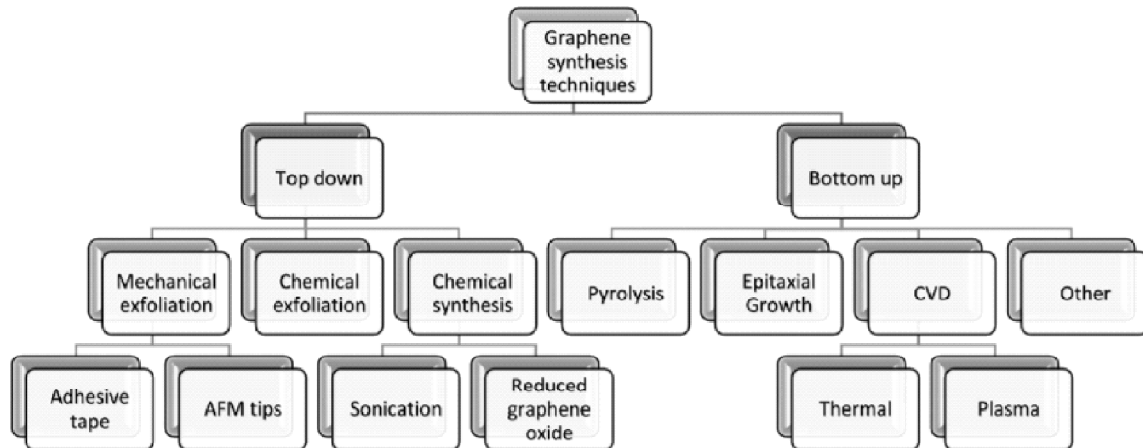 Graphene
synthesis
techniques
Top down
Bottom up
Mechanical
exfoliation
Chemical
exfoliation
Chemical
synthesis
Pyrolysis
Epitaxial
Growth
CVD
Other
Adhesive
tape
AFM tips
Sonication
Reduced
graphene
oxide
Thermal
Plasma